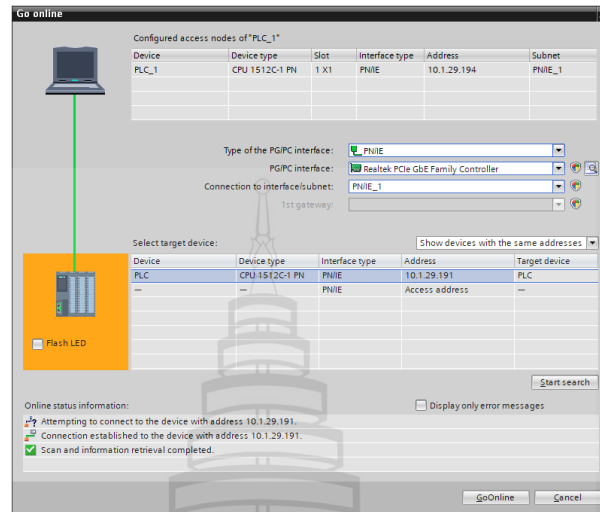 Go online
Configured access nodes of "PLC_1"
Device Device type Slot Interface type Address Subnet
PLC_1 CPU 1512C-1 PN 1 X1 PN/IE 10.1.29.194 PN/IE_1
Type of the PG/PC interface: PN/IE
PG/PC interface: Realtek PCIe GbE Family Controller
Connection to interface/subnet: PN/IE_1
1st gateway:
Select target device: Show devices with the same addresses
Device Device type Interface type Address Target device
PLC CPU 1512C-1 PN PN/IE 10.1.29.191 PLC
— — PN/IE Access address —
Flash LED
Start search
Online status information: Display only error messages
Attempting to connect to the device with address 10.1.29.191.
Connection established to the device with address 10.1.29.191.
Scan and information retrieval completed.
GoOnline Cancel